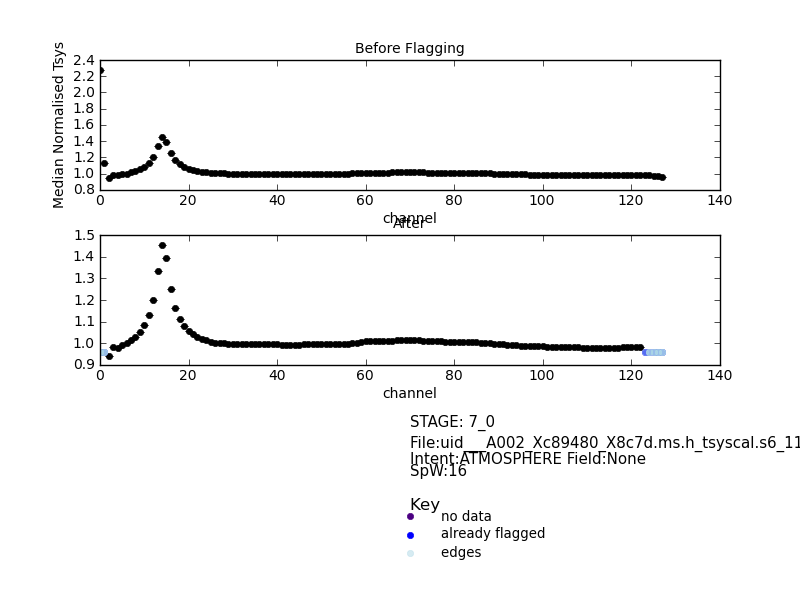 Before Flagging
Median Normalised Tsys
2.4
2.2
2.0
1.8
1.6
1.4
1.2
1.0
0.8
0 20 40 60 80 100 120 140
channel
After
1.5
1.4
1.3
1.2
1.1
1.0
0.9
0 20 40 60 80 100 120 140
channel
STAGE: 7_0
File:uid___A002_Xc89480_X8c7d.ms.h_tsyscal.s6_11
Intent:ATMOSPHERE Field:None
SpW:16
Key
no data
already flagged
edges